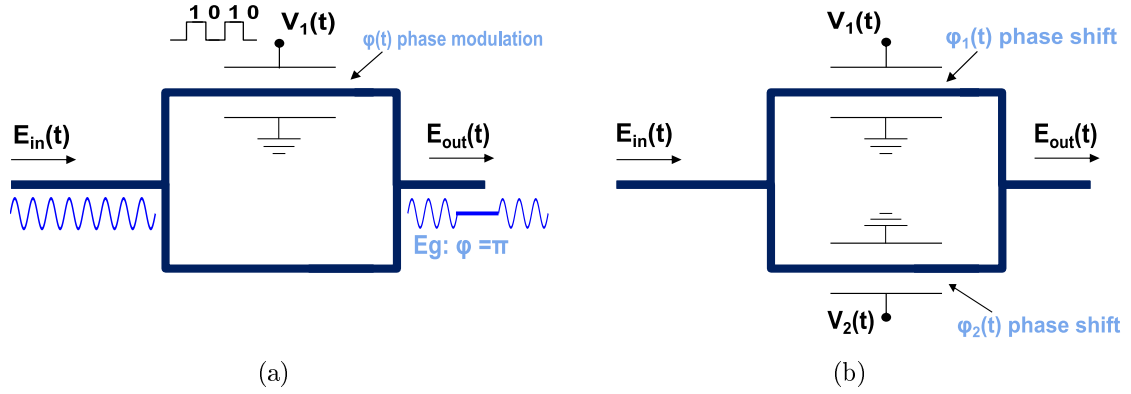 1 0 1 0
V1(t)
φ(t) phase modulation
Ein(t)
Eout(t)
Eg: φ =π
(a)
V1(t)
φ1(t) phase shift
Ein(t)
Eout(t)
V2(t)
φ2(t) phase shift
(b)